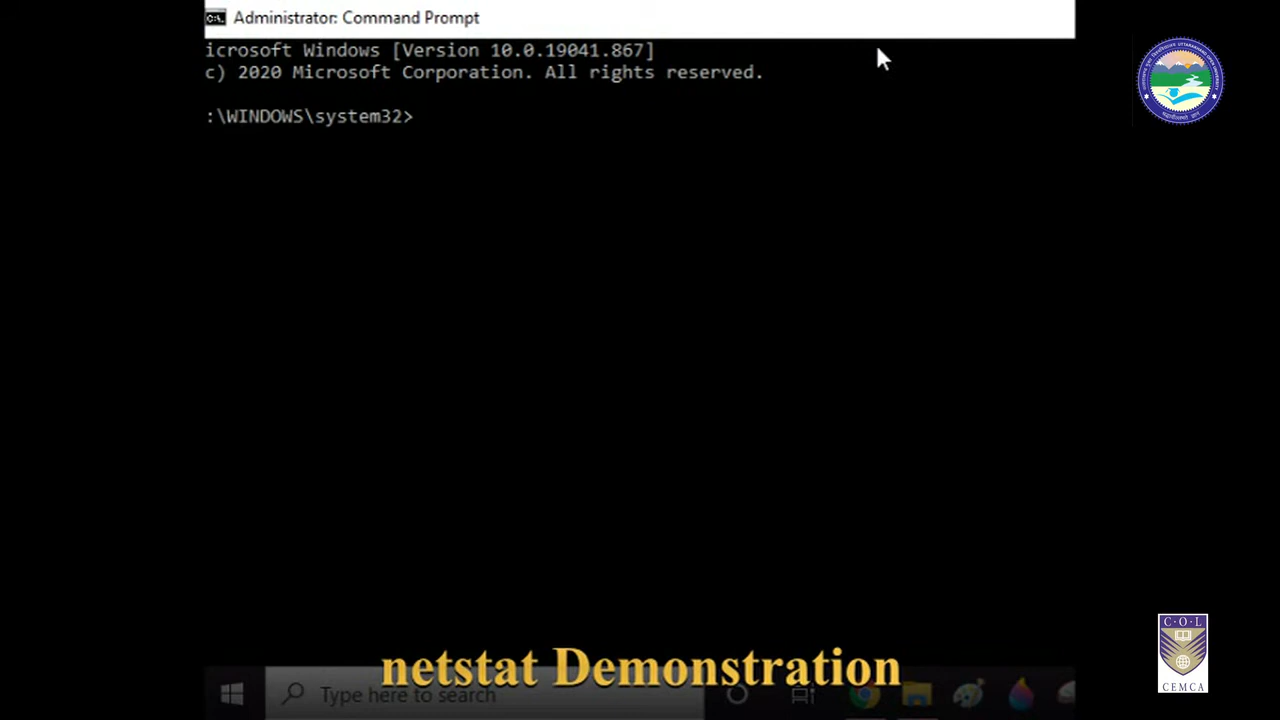 Administrator: Command Prompt
icrosoft Windows [Version 10.0.19041.867]
c) 2020 Microsoft Corporation. All rights reserved.
:\WINDOWS\system32>
netstat Demonstration
Type here to search
C·O·L
CEMCA